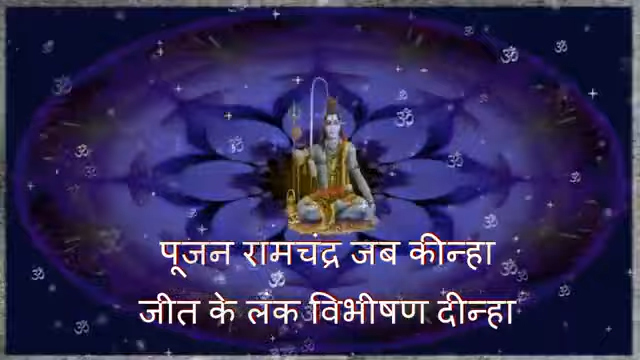 पूजन रामचंद्र जब कीन्हा
जीत के लक विभीषण दीन्हा